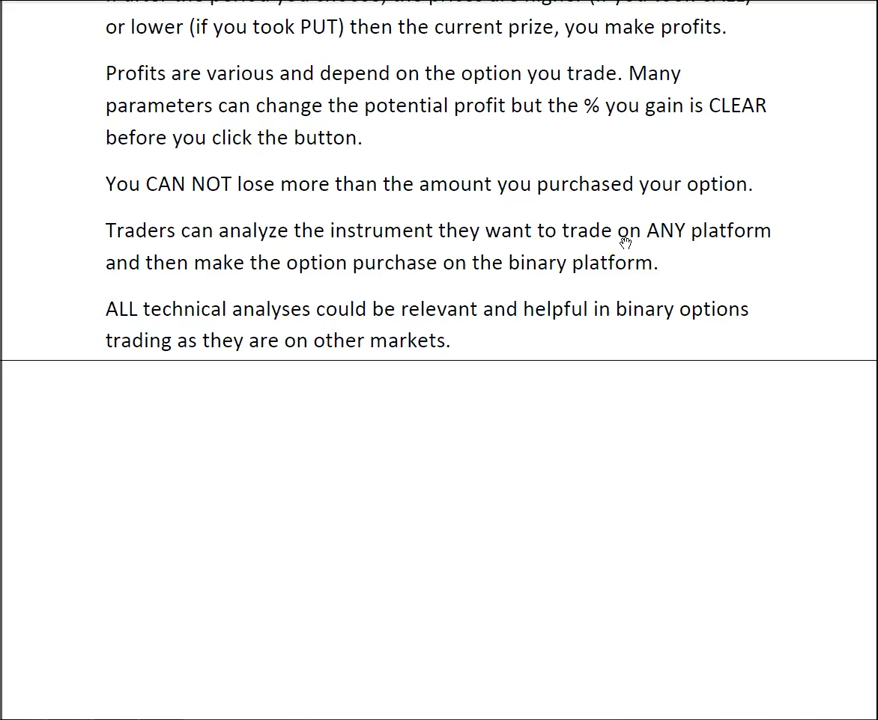 or lower (if you took PUT) then the current prize, you make profits.
Profits are various and depend on the option you trade. Many
parameters can change the potential profit but the % you gain is CLEAR
before you click the button.
You CAN NOT lose more than the amount you purchased your option.
Traders can analyze the instrument they want to trade on ANY platform
and then make the option purchase on the binary platform.
ALL technical analyses could be relevant and helpful in binary options
trading as they are on other markets.